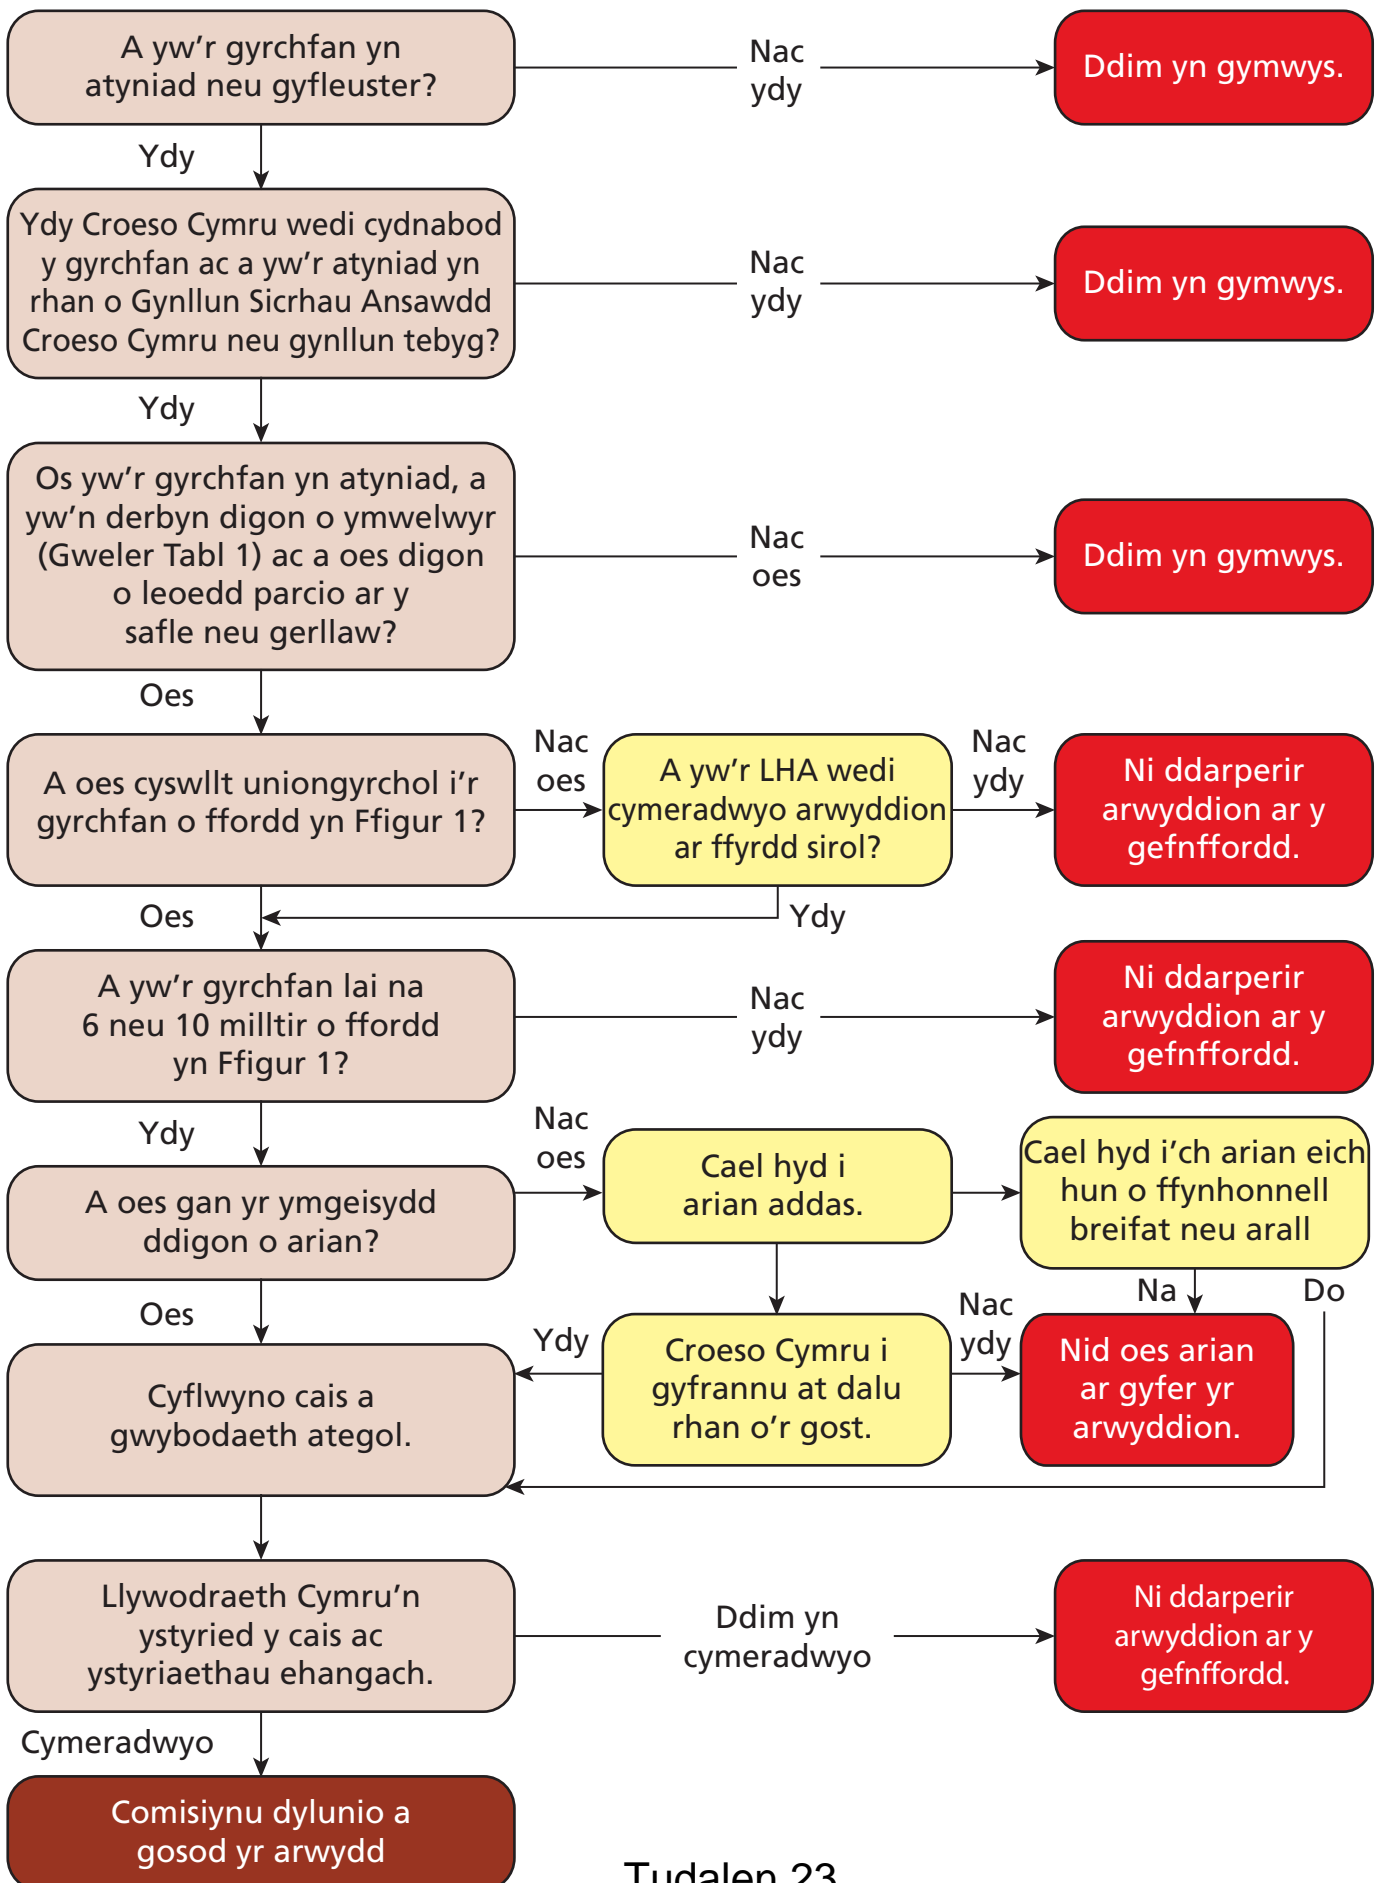 A yw'r gyrchfan yn
atyniad neu gyfleuster?
Nac
ydy
Ddim yn gymwys.
Ydy
Ydy Croeso Cymru wedi cydnabod
y gyrchfan ac a yw'r atyniad yn
rhan o Gynllun Sicrhau Ansawdd
Croeso Cymru neu gynllun tebyg?
Nac
ydy
Ddim yn gymwys.
Ydy
Os yw'r gyrchfan yn atyniad, a
yw'n derbyn digon o ymwelwyr
(Gweler Tabl 1) ac a oes digon
o leoedd parcio ar y
safle neu gerllaw?
Nac
oes
Ddim yn gymwys.
Oes
A oes cyswllt uniongyrchol i'r
gyrchfan o ffordd yn Ffigur 1?
Nac
oes
A yw'r LHA wedi
cymeradwyo arwyddion
ar ffyrdd sirol?
Nac
ydy
Ni ddarperir
arwyddion ar y
gefnffordd.
Oes
Ydy
A yw'r gyrchfan lai na
6 neu 10 milltir o ffordd
yn Ffigur 1?
Nac
ydy
Ni ddarperir
arwyddion ar y
gefnffordd.
Ydy
A oes gan yr ymgeisydd
ddigon o arian?
Nac
oes
Cael hyd i
arian addas.
Cael hyd i'ch arian eich
hun o ffynhonnell
breifat neu arall
Na
Do
Oes
Cyflwyno cais a
gwybodaeth ategol.
Ydy
Croeso Cymru i
gyfrannu at dalu
rhan o'r gost.
Nac
ydy
Nid oes arian
ar gyfer yr
arwyddion.
Llywodraeth Cymru'n
ystyried y cais ac
ystyriaethau ehangach.
Ddim yn
cymeradwyo
Ni ddarperir
arwyddion ar y
gefnffordd.
Cymeradwyo
Comisiynu dylunio a
gosod yr arwydd
Tudalen 23